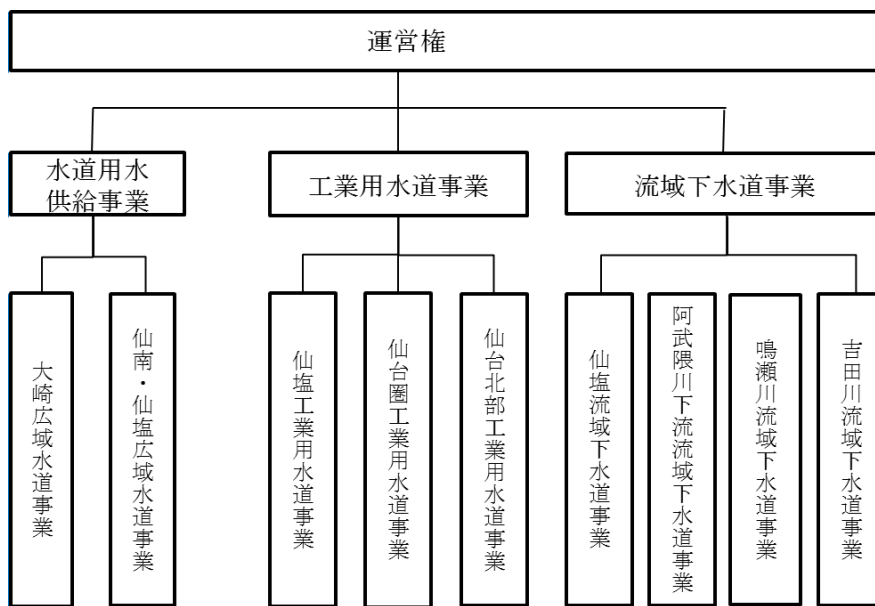 運営権
水道用水
供給事業
工業用水道事業
流域下水道事業
大崎広域水道事業
仙南・仙塩広域水道事業
仙塩工業用水道事業
仙台圏工業用水道事業
仙台北部工業用水道事業
仙塩流域下水道事業
阿武隈川下流流域下水道事業
鳴瀬川流域下水道事業
吉田川流域下水道事業